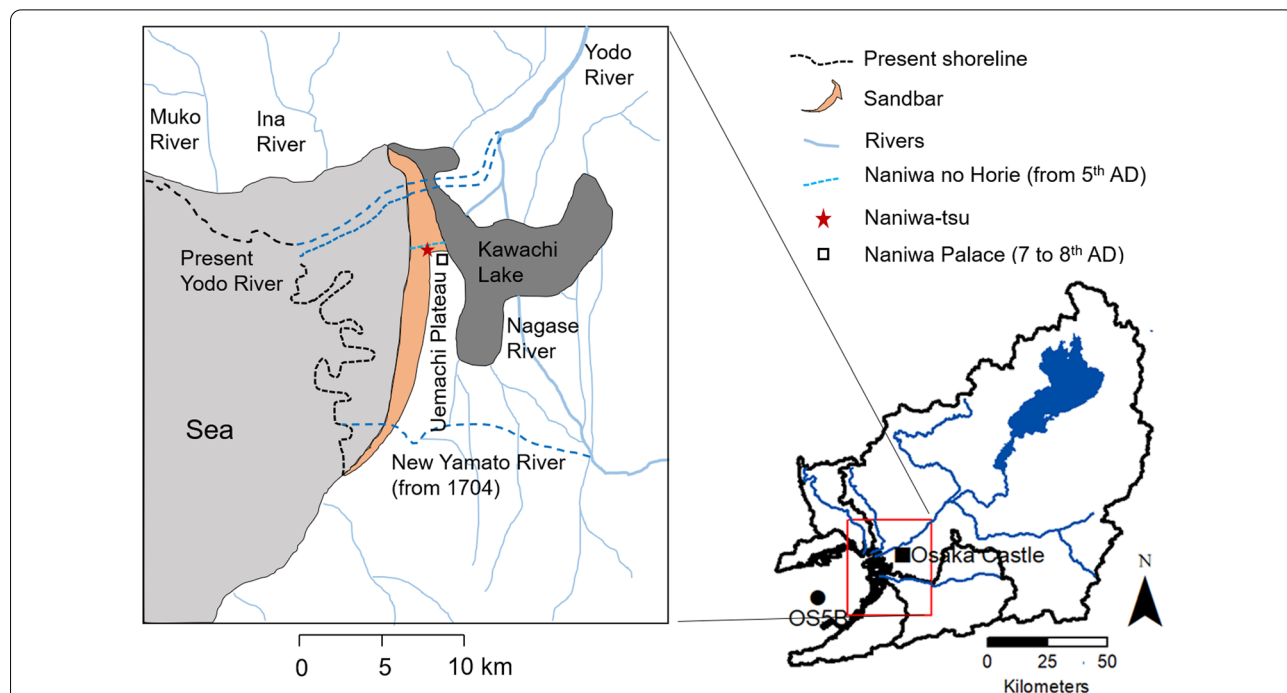 Yodo
River
Muko
River
Ina
River
Present
Yodo River
Kawachi
Lake
Uemachi Plateau
Nagase
River
Sea
New Yamato River
(from 1704)
0 5 10 km
Present shoreline
Sandbar
Rivers
Naniwa no Horie (from 5th AD)
Naniwa-tsu
Naniwa Palace (7 to 8th AD)
Osaka Castle
OS5B
N
0 25 50
Kilometers